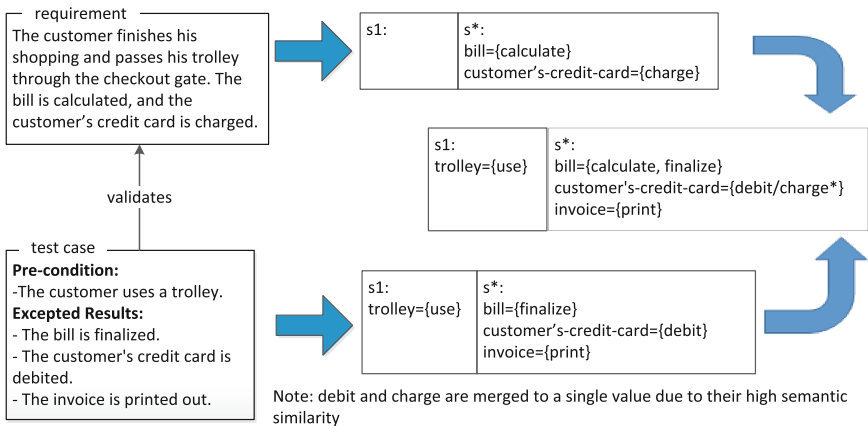 requirement
The customer finishes his
shopping and passes his trolley
through the checkout gate. The
bill is calculated, and the
customer’s credit card is charged.
s1:
s*:
bill={calculate}
customer’s-credit-card={charge}
validates
s1:
trolley={use}
s*:
bill={calculate, finalize}
customer's-credit-card={debit/charge*}
invoice={print}
test case
Pre-condition:
-The customer uses a trolley.
Excepted Results:
- The bill is finalized.
- The customer's credit card is
debited.
- The invoice is printed out.
s1:
trolley={use}
s*:
bill={finalize}
customer’s-credit-card={debit}
invoice={print}
Note: debit and charge are merged to a single value due to their high semantic
similarity